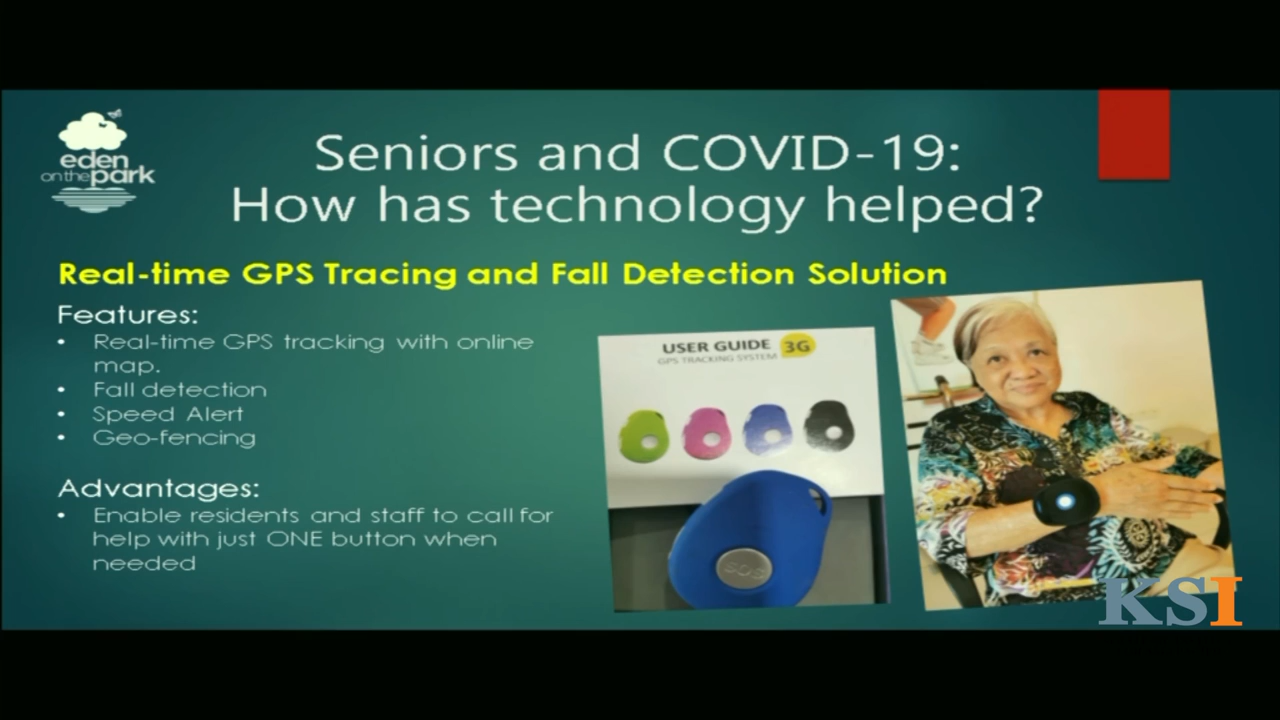 eden
on the park
Seniors and COVID-19:
How has technology helped?
Real-time GPS Tracing and Fall Detection Solution
Features:
• Real-time GPS tracking with online
map.
• Fall detection
• Speed Alert
• Geo-fencing
Advantages:
• Enable residents and staff to call for
help with just ONE button when
needed
USER GUIDE 3G
GPS TRACKING SYSTEM
SOS
KSI